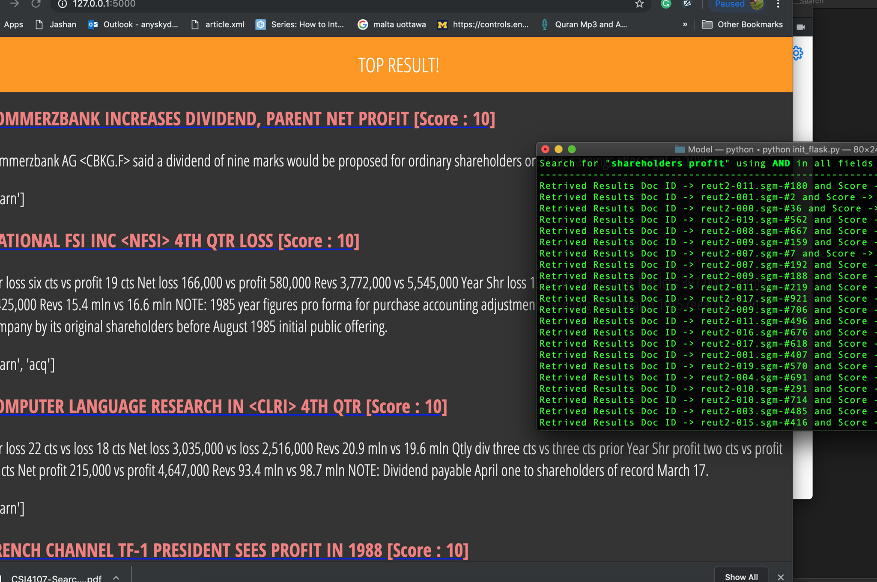 127.0.0.1:5000
Paused
Search
Apps Jashan Outlook - anyskyd... article.xml Series: How to Int... malta uottawa https://controls.en... Quran Mp3 and A... » Other Bookmarks
TOP RESULT!
OMMERZBANK INCREASES DIVIDEND, PARENT NET PROFIT [Score : 10]
mmerzbank AG <CBKG.F> said a dividend of nine marks would be proposed for ordinary shareholders or
arn']
ATIONAL FSI INC <NFSI> 4TH QTR LOSS [Score : 10]
r loss six cts vs profit 19 cts Net loss 166,000 vs profit 580,000 Revs 3,772,000 vs 5,545,000 Year Shr loss 1
425,000 Revs 15.4 mln vs 16.6 mln NOTE: 1985 year figures pro forma for purchase accounting adjustmen
ompany by its original shareholders before August 1985 initial public offering.
arn', 'acq']
OMPUTER LANGUAGE RESEARCH IN <CLRI> 4TH QTR [Score : 10]
r loss 22 cts vs loss 18 cts Net loss 3,035,000 vs loss 2,516,000 Revs 20.9 mln vs 19.6 mln Qtly div three cts vs three cts prior Year Shr profit two cts vs profit
cts Net profit 215,000 vs profit 4,647,000 Revs 93.4 mln vs 98.7 mln NOTE: Dividend payable April one to shareholders of record March 17.
arn']
RENCH CHANNEL TF-1 PRESIDENT SEES PROFIT IN 1988 [Score : 10]
CSI4107-Searc....pdf
Show All
Model — python • python init_flask.py — 80×24
Search for "shareholders profit" using AND in all fields
--------------------------------------------------
Retrived Results Doc ID -> reut2-011.sgm-#180 and Score -
Retrived Results Doc ID -> reut2-001.sgm-#2 and Score ->
Retrived Results Doc ID -> reut2-000.sgm-#36 and Score ->
Retrived Results Doc ID -> reut2-019.sgm-#562 and Score -
Retrived Results Doc ID -> reut2-008.sgm-#667 and Score -
Retrived Results Doc ID -> reut2-009.sgm-#159 and Score -
Retrived Results Doc ID -> reut2-007.sgm-#7 and Score ->
Retrived Results Doc ID -> reut2-007.sgm-#192 and Score -
Retrived Results Doc ID -> reut2-009.sgm-#188 and Score -
Retrived Results Doc ID -> reut2-011.sgm-#219 and Score -
Retrived Results Doc ID -> reut2-017.sgm-#921 and Score -
Retrived Results Doc ID -> reut2-009.sgm-#706 and Score -
Retrived Results Doc ID -> reut2-011.sgm-#496 and Score -
Retrived Results Doc ID -> reut2-016.sgm-#676 and Score -
Retrived Results Doc ID -> reut2-017.sgm-#618 and Score -
Retrived Results Doc ID -> reut2-001.sgm-#407 and Score -
Retrived Results Doc ID -> reut2-019.sgm-#570 and Score -
Retrived Results Doc ID -> reut2-004.sgm-#691 and Score -
Retrived Results Doc ID -> reut2-010.sgm-#291 and Score -
Retrived Results Doc ID -> reut2-010.sgm-#714 and Score -
Retrived Results Doc ID -> reut2-003.sgm-#485 and Score -
Retrived Results Doc ID -> reut2-015.sgm-#416 and Score -